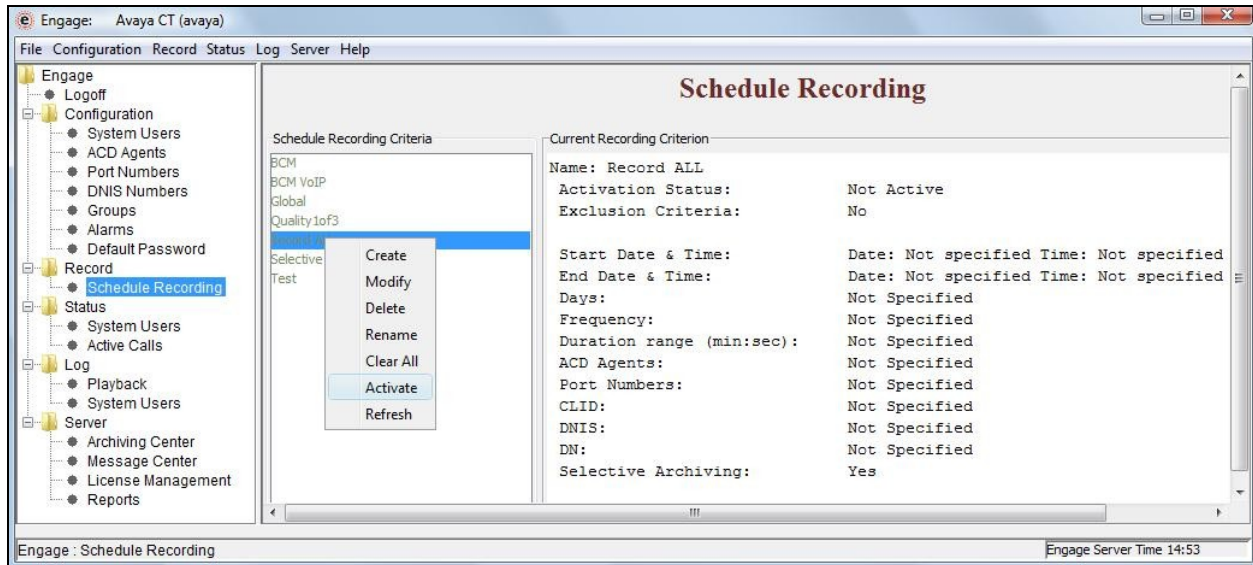 Engage: Avaya CT (avaya)
File Configuration Record Status Log Server Help
Engage
Logoff
Configuration
System Users
ACD Agents
Port Numbers
DNIS Numbers
Groups
Alarms
Default Password
Record
Schedule Recording
Status
System Users
Active Calls
Log
Playback
System Users
Server
Archiving Center
Message Center
License Management
Reports
Schedule Recording
Schedule Recording Criteria
BCM
BCM VoIP
Global
Quality1of3
Selective
Test
Create
Modify
Delete
Rename
Clear All
Activate
Refresh
Current Recording Criterion
Name: Record ALL
Activation Status: Not Active
Exclusion Criteria: No
Start Date & Time: Date: Not specified Time: Not specified
End Date & Time: Date: Not specified Time: Not specified
Days: Not Specified
Frequency: Not Specified
Duration range (min:sec): Not Specified
ACD Agents: Not Specified
Port Numbers: Not Specified
CLID: Not Specified
DNIS: Not Specified
DN: Not Specified
Selective Archiving: Yes
Engage : Schedule Recording
Engage Server Time 14:53